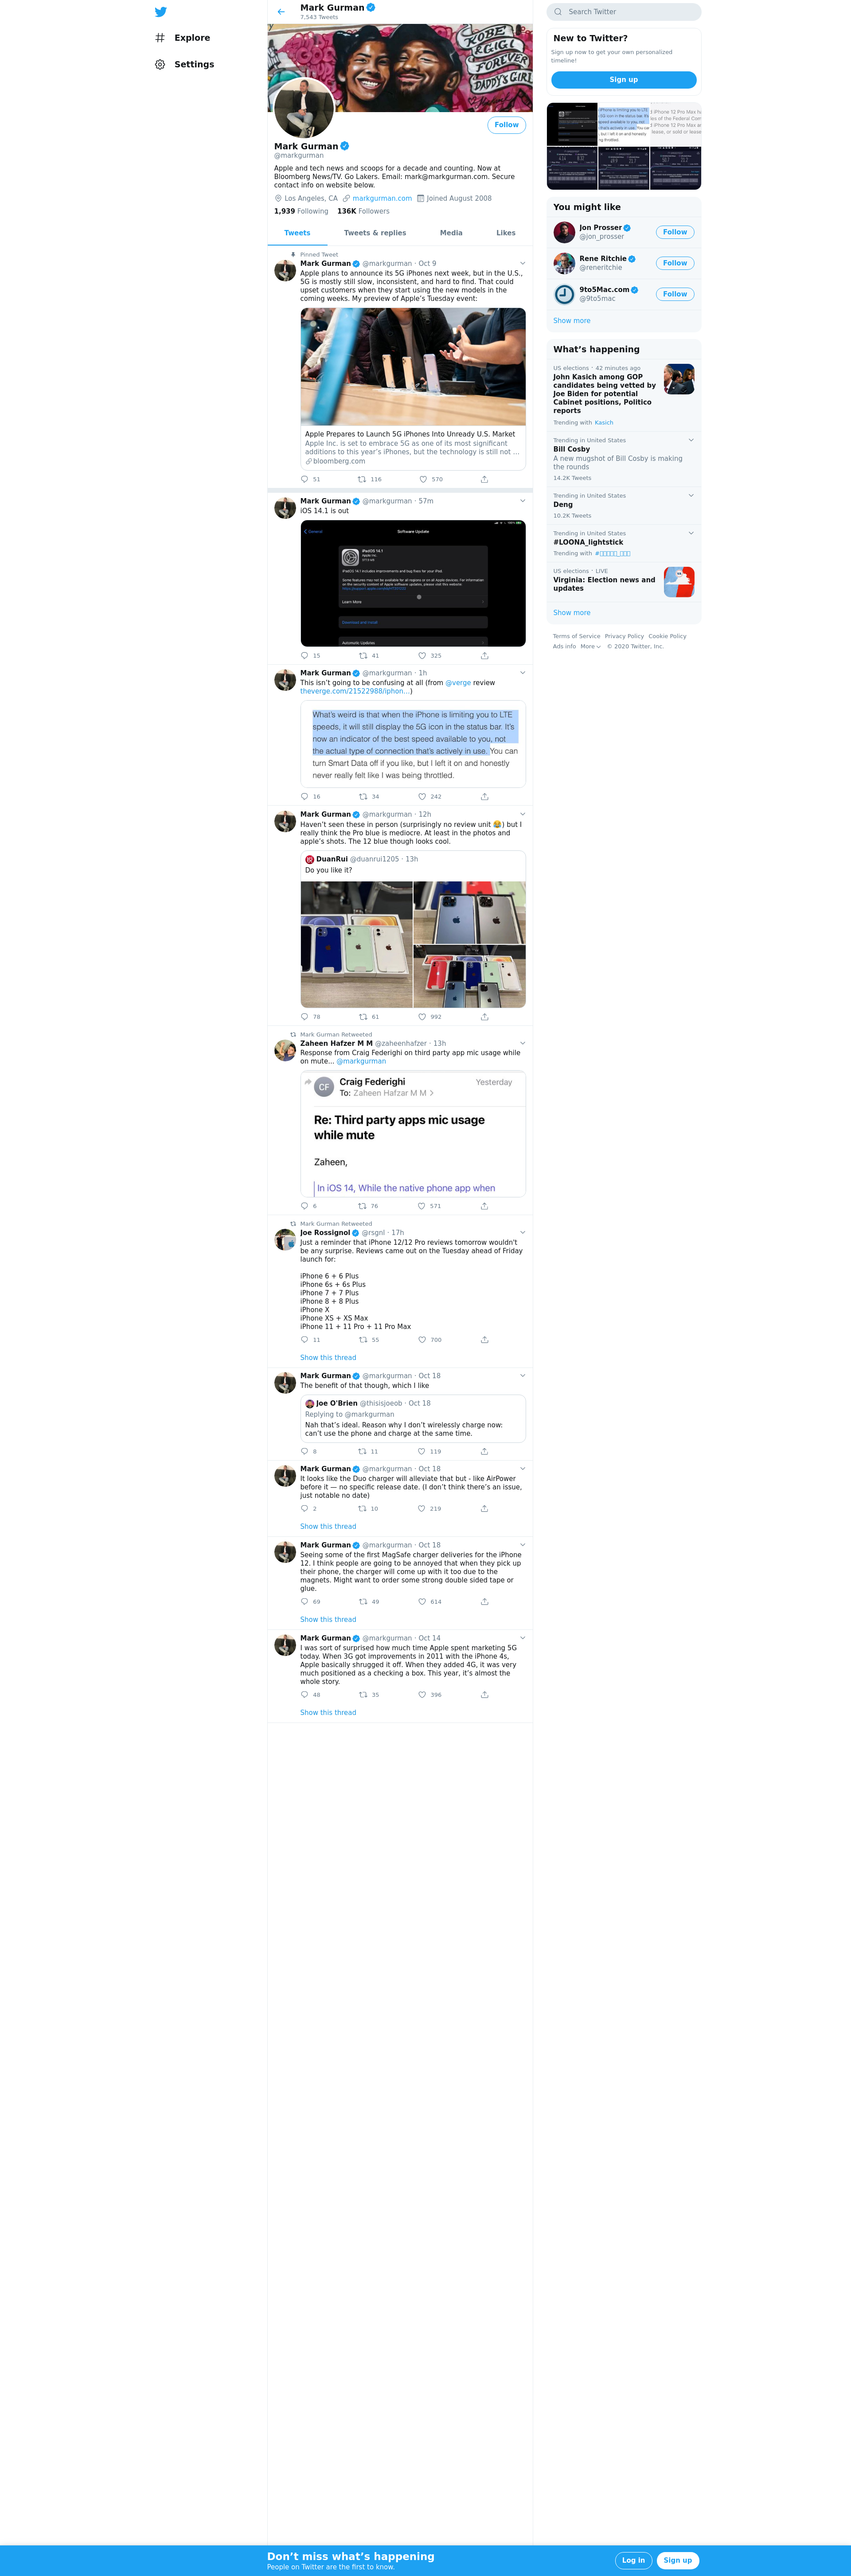 Explore
Settings
Mark Gurman
7,543 Tweets
KOBE
& GIGI
FOREVER
DADDY'S GIRL
Follow
Mark Gurman
@markgurman
Apple and tech news and scoops for a decade and counting. Now at
Bloomberg News/TV. Go Lakers. Email: mark@markgurman.com. Secure
contact info on website below.
Los Angeles, CA markgurman.com Joined August 2008
1,939 Following 136K Followers
Tweets Tweets & replies Media Likes
Pinned Tweet
Mark Gurman @markgurman · Oct 9
Apple plans to announce its 5G iPhones next week, but in the U.S.,
5G is mostly still slow, inconsistent, and hard to find. That could
upset customers when they start using the new models in the
coming weeks. My preview of Apple’s Tuesday event:
Apple Prepares to Launch 5G iPhones Into Unready U.S. Market
Apple Inc. is set to embrace 5G as one of its most significant
additions to this year’s iPhones, but the technology is still not ...
bloomberg.com
51 116 570
Mark Gurman @markgurman · 57m
iOS 14.1 is out
General Software Update
iPadOS 14.1
Apple Inc.
Learn More
Download and Install
Automatic Updates
15 41 325
Mark Gurman @markgurman · 1h
This isn’t going to be confusing at all (from @verge review
theverge.com/21522988/iphon…)
What’s weird is that when the iPhone is limiting you to LTE
speeds, it will still display the 5G icon in the status bar. It’s
now an indicator of the best speed available to you, not
the actual type of connection that’s actively in use. You can
turn Smart Data off if you like, but I left it on and honestly
never really felt like I was being throttled.
16 34 242
Mark Gurman @markgurman · 12h
Haven’t seen these in person (surprisingly no review unit 😂) but I
really think the Pro blue is mediocre. At least in the photos and
apple’s shots. The 12 blue though looks cool.
DuanRui @duanrui1205 · 13h
Do you like it?
78 61 992
Mark Gurman Retweeted
Zaheen Hafzer M M @zaheenhafzer · 13h
Response from Craig Federighi on third party app mic usage while
on mute... @markgurman
CF Craig Federighi Yesterday
To: Zaheen Hafzar M M
Re: Third party apps mic usage
while mute
Zaheen,
In iOS 14, While the native phone app when
6 76 571
Mark Gurman Retweeted
Joe Rossignol @rsgnl · 17h
Just a reminder that iPhone 12/12 Pro reviews tomorrow wouldn't
be any surprise. Reviews came out on the Tuesday ahead of Friday
launch for:
iPhone 6 + 6 Plus
iPhone 6s + 6s Plus
iPhone 7 + 7 Plus
iPhone 8 + 8 Plus
iPhone X
iPhone XS + XS Max
iPhone 11 + 11 Pro + 11 Pro Max
11 55 700
Show this thread
Mark Gurman @markgurman · Oct 18
The benefit of that though, which I like
Joe O'Brien @thisisjoeob · Oct 18
Replying to @markgurman
Nah that’s ideal. Reason why I don’t wirelessly charge now:
can’t use the phone and charge at the same time.
8 11 119
Mark Gurman @markgurman · Oct 18
It looks like the Duo charger will alleviate that but - like AirPower
before it — no specific release date. (I don’t think there’s an issue,
just notable no date)
2 10 219
Show this thread
Mark Gurman @markgurman · Oct 18
Seeing some of the first MagSafe charger deliveries for the iPhone
12. I think people are going to be annoyed that when they pick up
their phone, the charger will come up with it too due to the
magnets. Might want to order some strong double sided tape or
glue.
69 49 614
Show this thread
Mark Gurman @markgurman · Oct 14
I was sort of surprised how much time Apple spent marketing 5G
today. When 3G got improvements in 2011 with the iPhone 4s,
Apple basically shrugged it off. When they added 4G, it was very
much positioned as a checking a box. This year, it’s almost the
whole story.
48 35 396
Show this thread
Search Twitter
New to Twitter?
Sign up now to get your own personalized
timeline!
Sign up
You might like
Jon Prosser
@jon_prosser
Follow
Rene Ritchie
@reneritchie
Follow
9to5Mac.com
@9to5mac
Follow
Show more
What’s happening
US elections · 42 minutes ago
John Kasich among GOP
candidates being vetted by
Joe Biden for potential
Cabinet positions, Politico
reports
Trending with Kasich
Trending in United States
Bill Cosby
A new mugshot of Bill Cosby is making
the rounds
14.2K Tweets
Trending in United States
Deng
10.2K Tweets
Trending in United States
#LOONA_lightstick
Trending with
US elections · LIVE
Virginia: Election news and
updates
Show more
Terms of Service Privacy Policy Cookie Policy
Ads info More © 2020 Twitter, Inc.
Don’t miss what’s happening
People on Twitter are the first to know.
Log in
Sign up